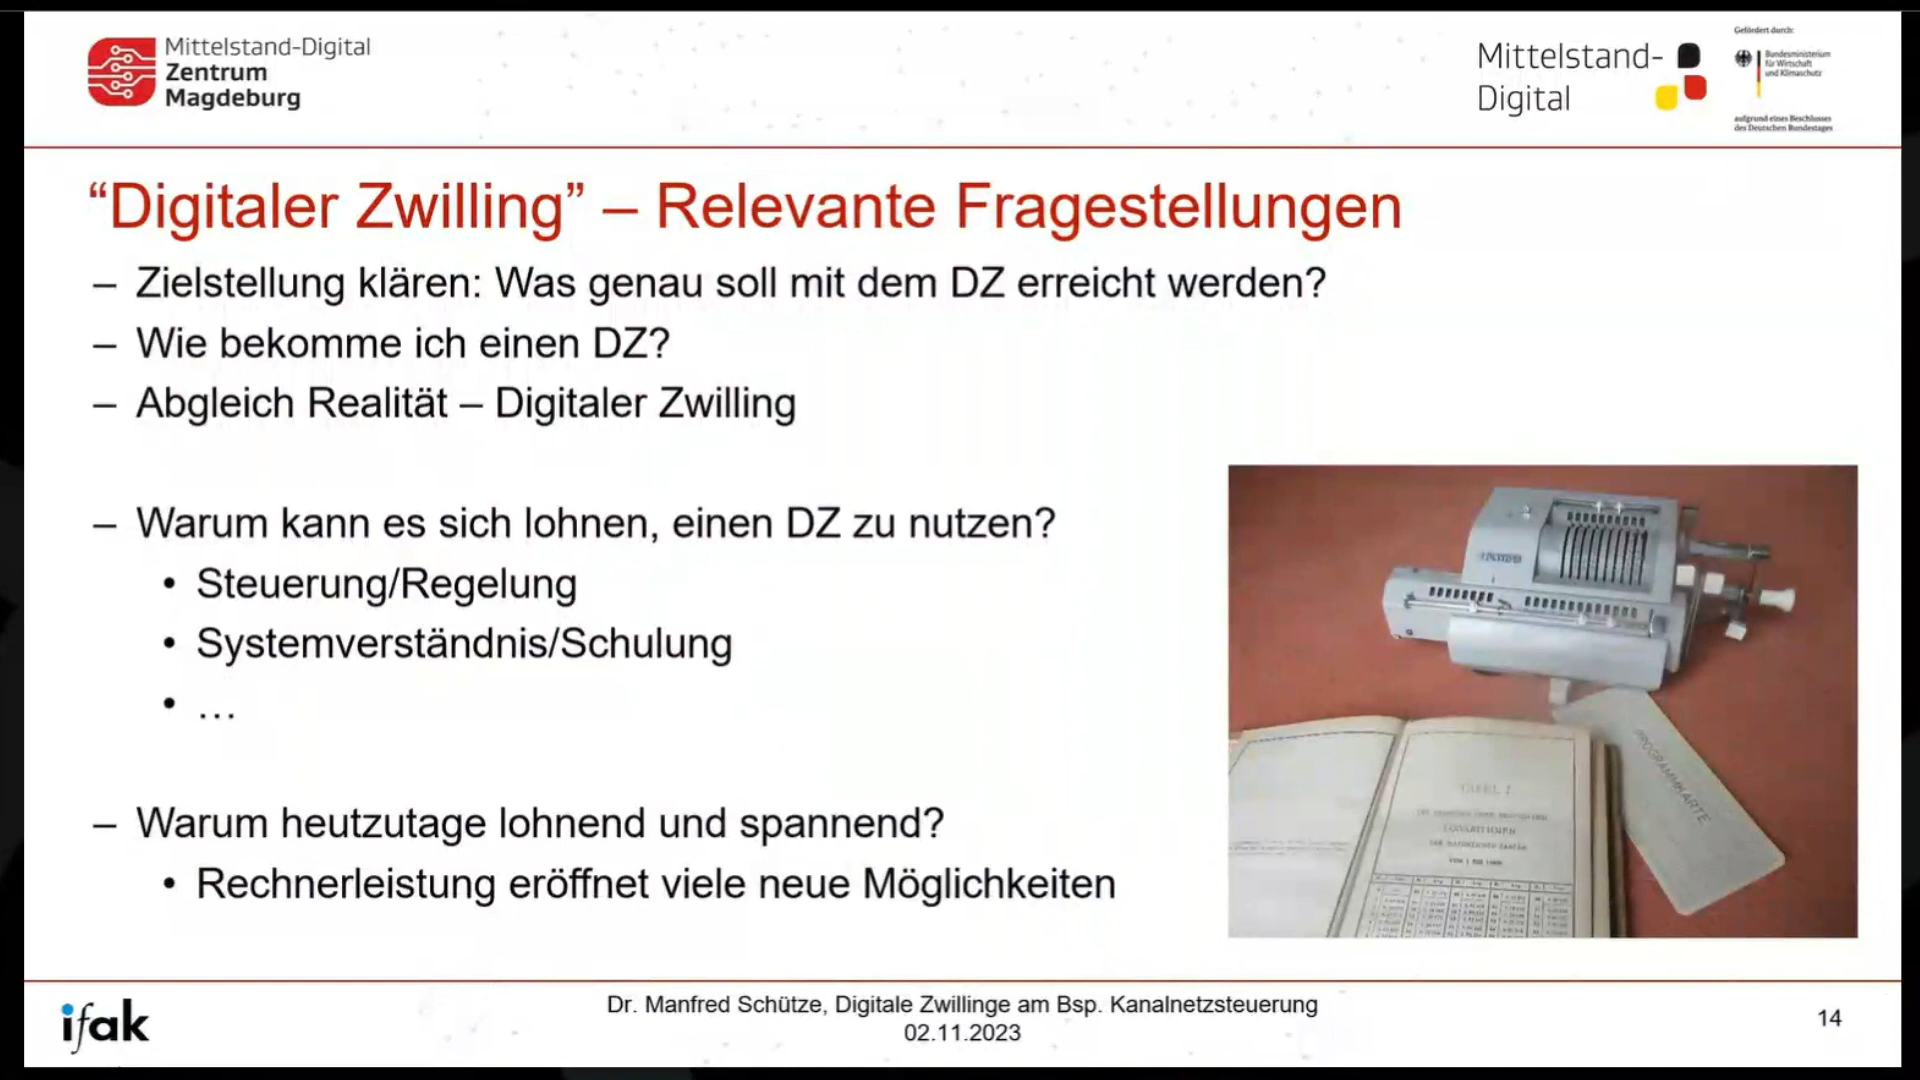 Mittelstand-Digital
Zentrum
Magdeburg
Mittelstand-
Digital
Gefördert durch:
Bundesministerium
für Wirtschaft
und Klimaschutz
aufgrund eines Beschlusses
des Deutschen Bundestages
“Digitaler Zwilling” – Relevante Fragestellungen
– Zielstellung klären: Was genau soll mit dem DZ erreicht werden?
– Wie bekomme ich einen DZ?
– Abgleich Realität – Digitaler Zwilling
– Warum kann es sich lohnen, einen DZ zu nutzen?
• Steuerung/Regelung
• Systemverständnis/Schulung
• …
– Warum heutzutage lohnend und spannend?
• Rechnerleistung eröffnet viele neue Möglichkeiten
TAFEL I
LOGARITHMEN
PROGRAMMKARTE
ifak
Dr. Manfred Schütze, Digitale Zwillinge am Bsp. Kanalnetzsteuerung
02.11.2023
14